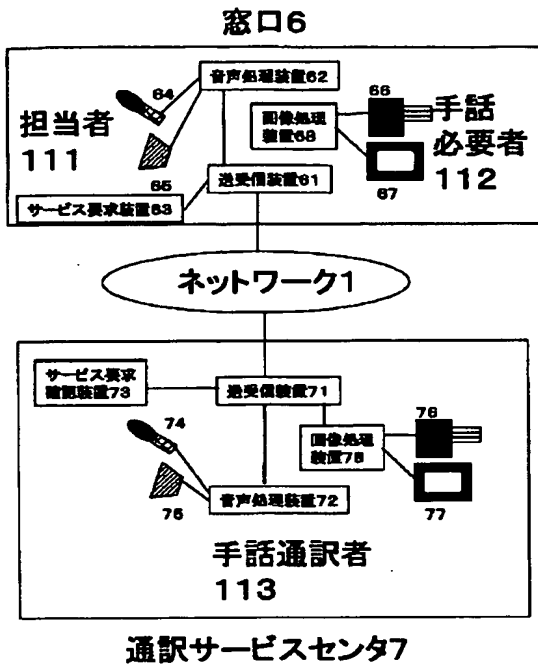 窓口6
64
音声処理装置62
66
担当者
111
画像処理
装置68
手話
必要者
112
65
送受信装置61
67
サービス要求装置63
ネットワーク1
サービス要求
確認装置73
送受信装置71
74
76
画像処理
装置78
75
音声処理装置72
77
手話通訳者
113
通訳サービスセンタ7